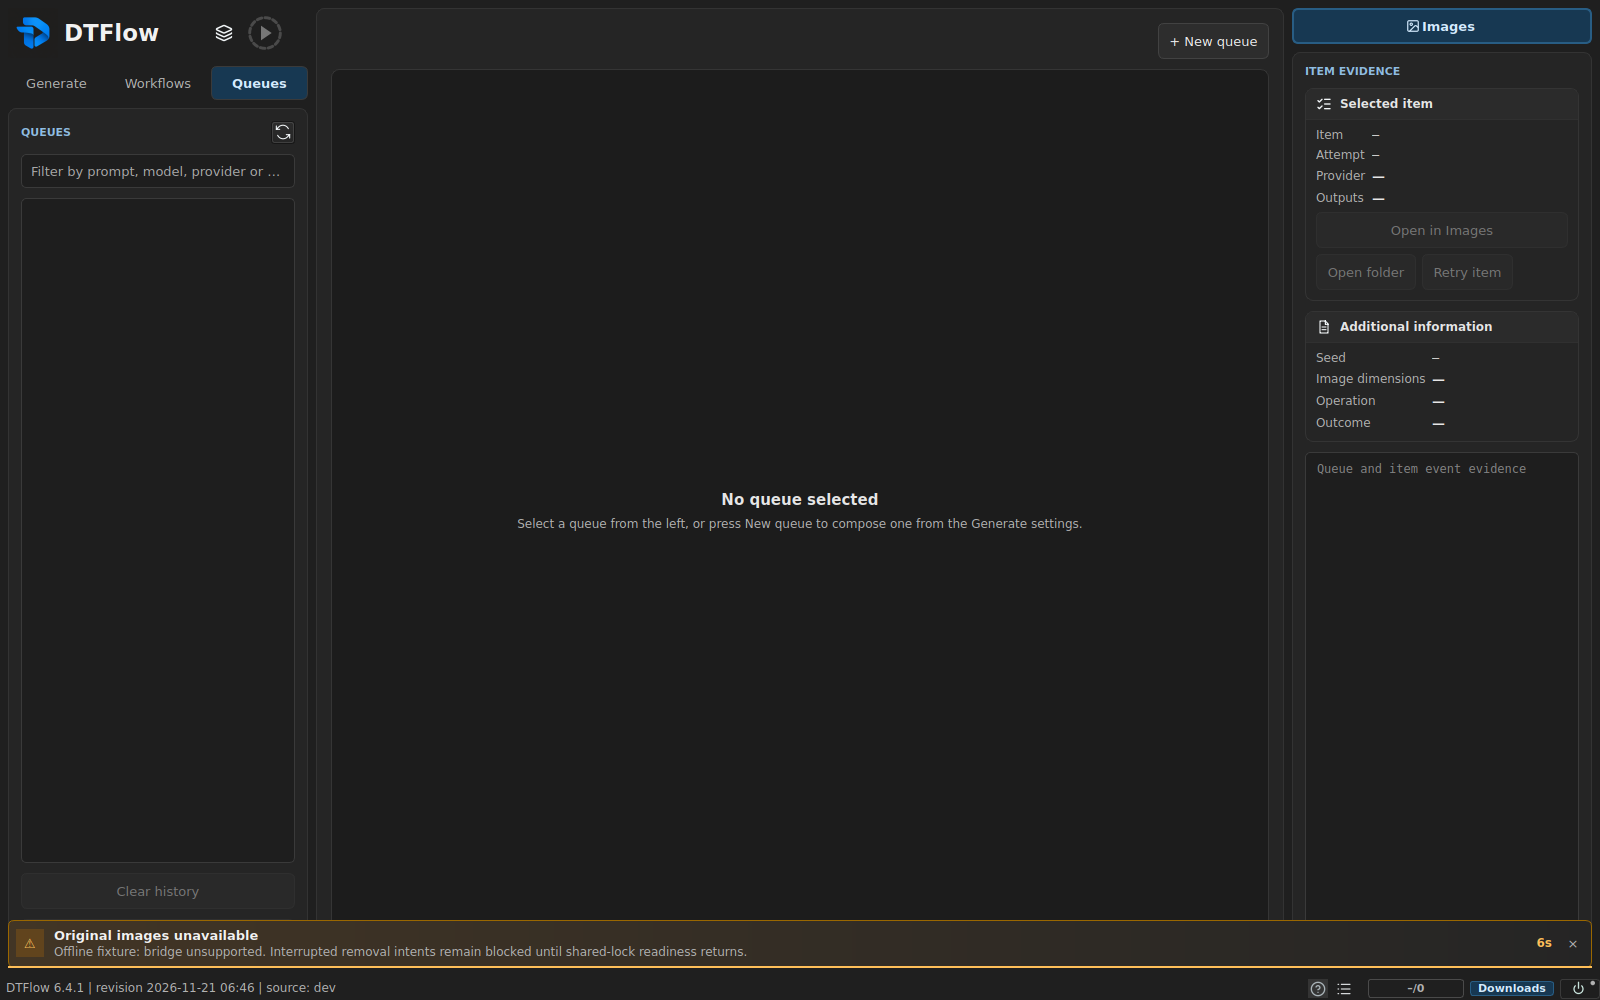 DTFlow
Generate
Workflows
Queues
QUEUES
Filter by prompt, model, provider or ...
Clear history
+ New queue
No queue selected
Select a queue from the left, or press New queue to compose one from the Generate settings.
Images
ITEM EVIDENCE
Selected item
Item –
Attempt –
Provider —
Outputs —
Open in Images
Open folder
Retry item
Additional information
Seed –
Image dimensions —
Operation —
Outcome —
Queue and item event evidence
⚠
Original images unavailable
Offline fixture: bridge unsupported. Interrupted removal intents remain blocked until shared-lock readiness returns.
6s ×
DTFlow 6.4.1 | revision 2026-11-21 06:46 | source: dev
–/0
Downloads